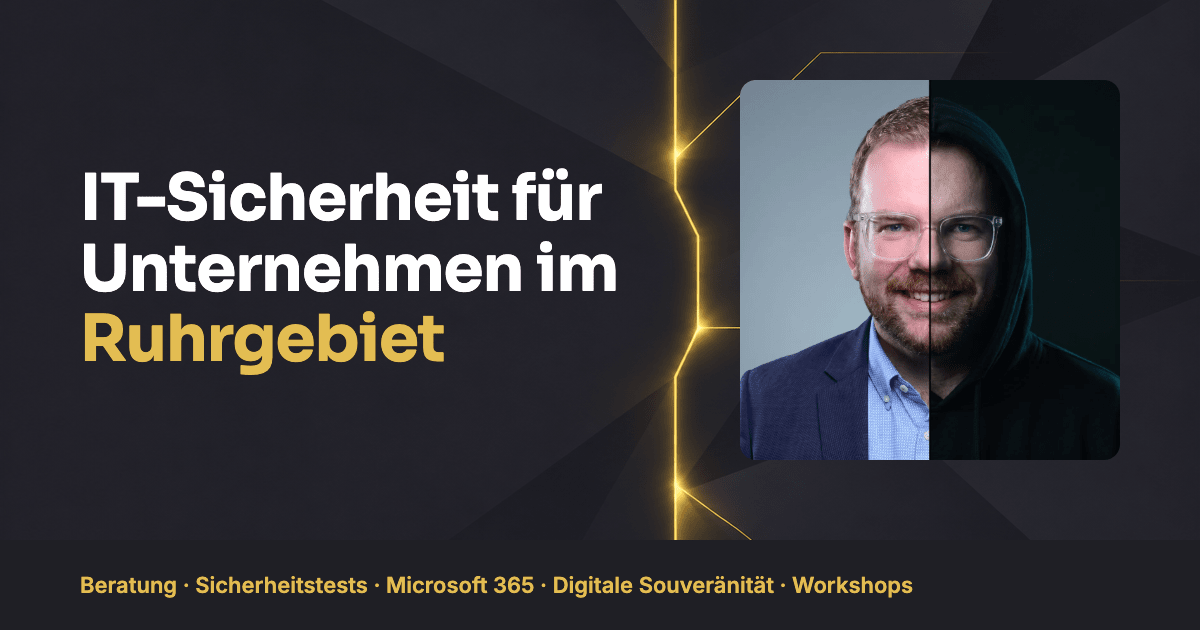 IT-Sicherheit für
Unternehmen im
Ruhrgebiet
Beratung · Sicherheitstests · Microsoft 365 · Digitale Souveränität · Workshops